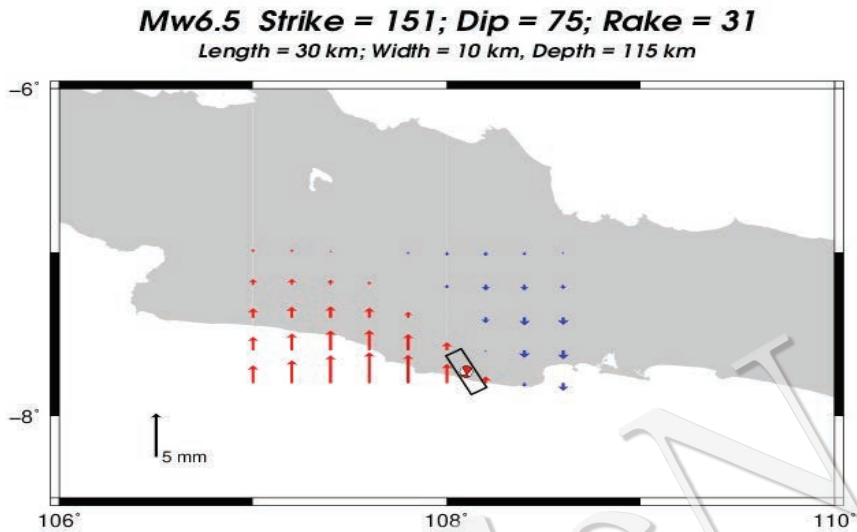 Mw6.5 Strike = 151; Dip = 75; Rake = 31
Length = 30 km; Width = 10 km, Depth = 115 km
−6˚
−8˚
5 mm
106˚ 108˚ 110˚